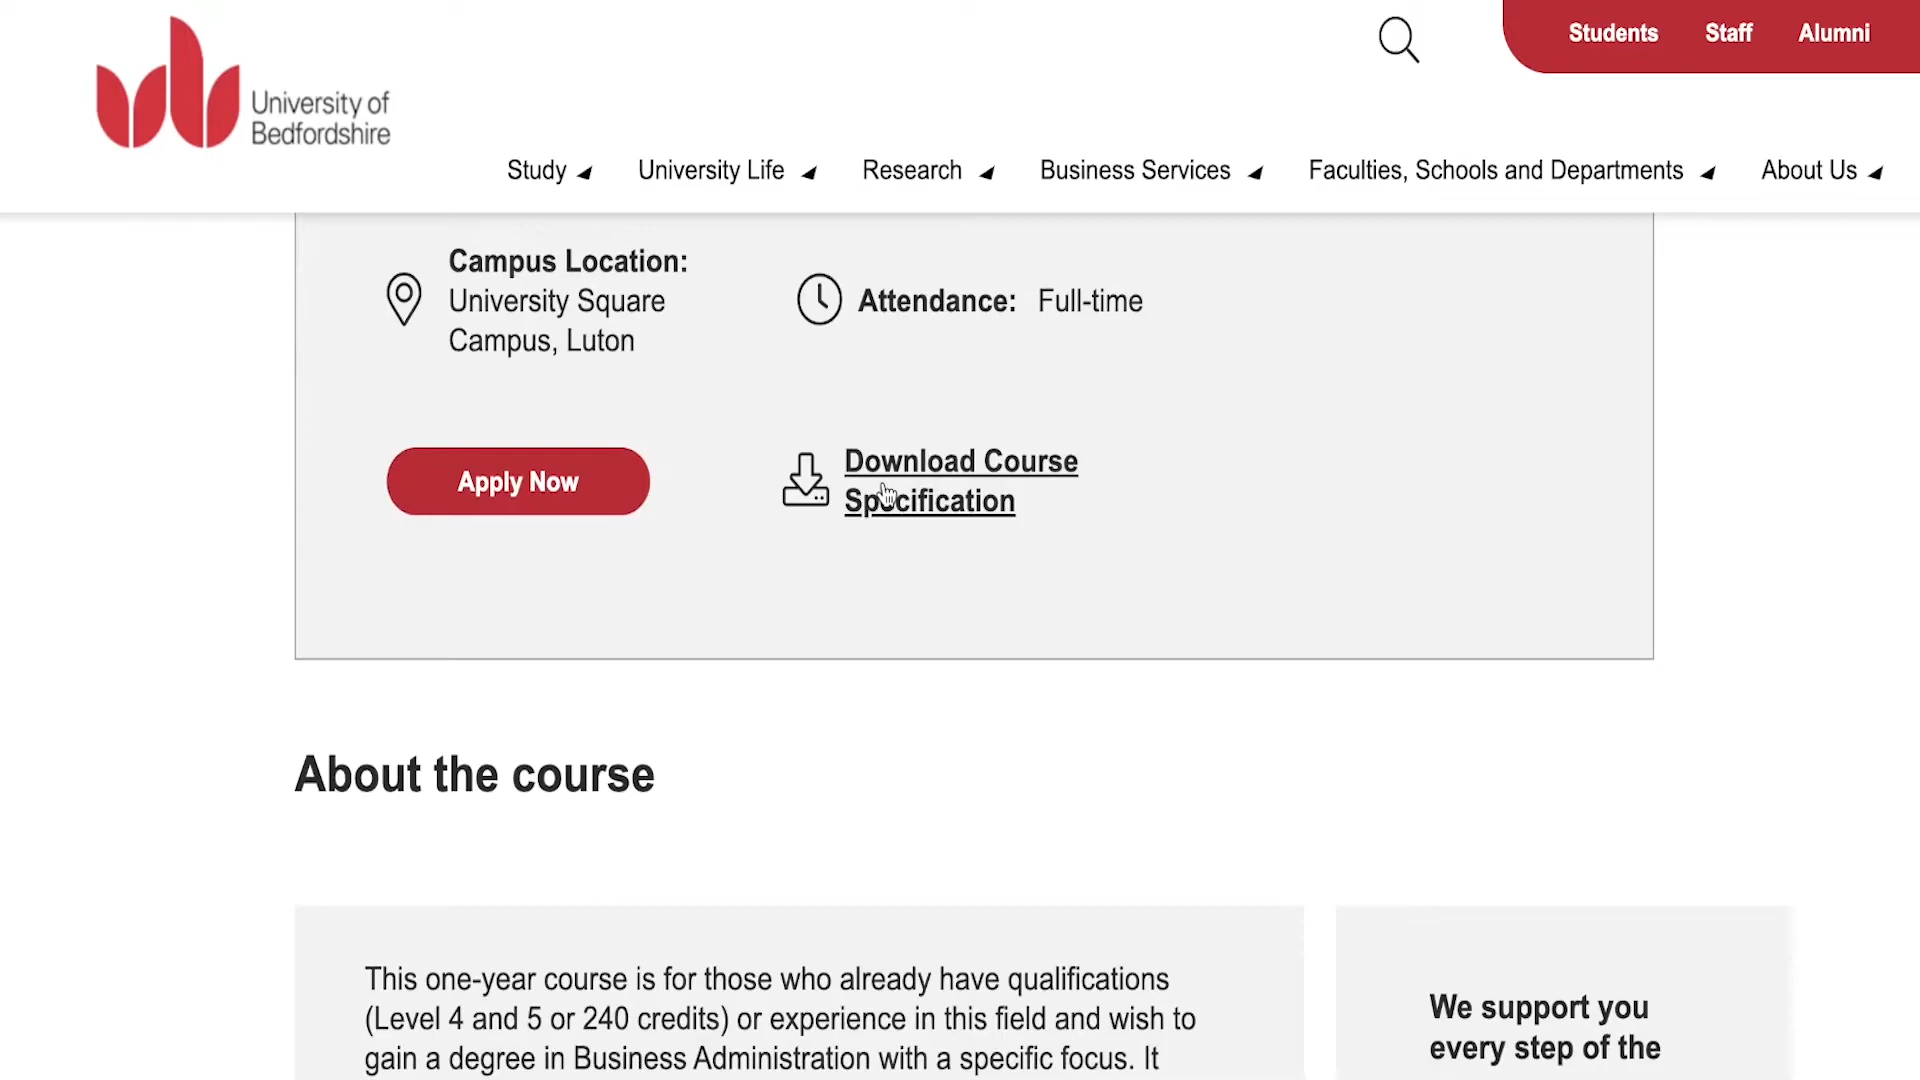 Students Staff Alumni
University of
Bedfordshire
Study University Life Research Business Services Faculties, Schools and Departments About Us
Campus Location:
University Square
Campus, Luton
Attendance: Full-time
Apply Now
Download Course
Specification
About the course
This one-year course is for those who already have qualifications
(Level 4 and 5 or 240 credits) or experience in this field and wish to
gain a degree in Business Administration with a specific focus. It
We support you
every step of the